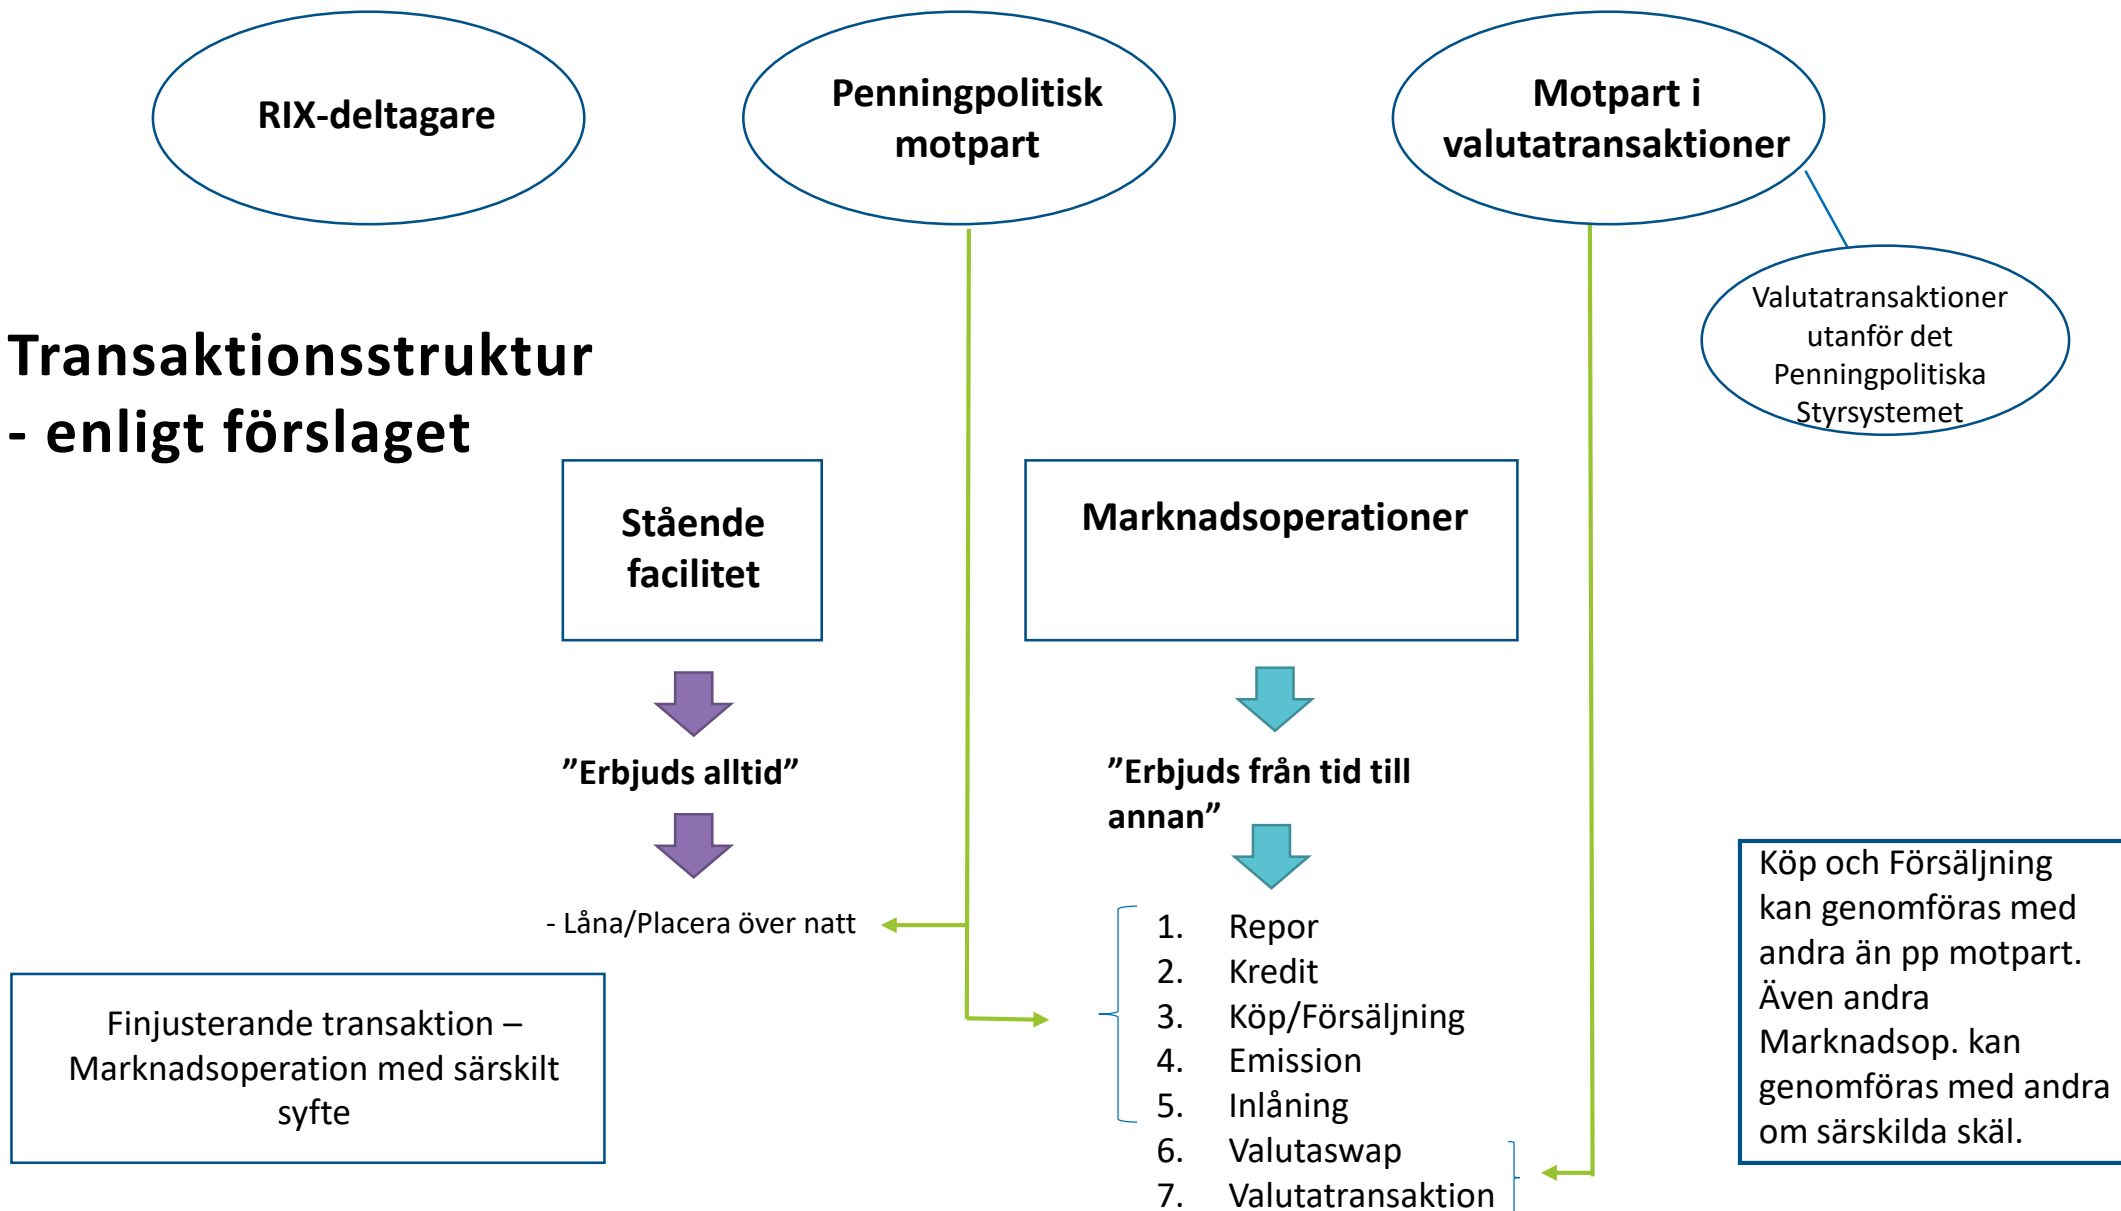 RIX-deltagare
Penningpolitisk
motpart
Motpart i
valutatransaktioner
Valutatransaktioner
utanför det
Penningpolitiska
Styrsystemet
Transaktionsstruktur
- enligt förslaget
Stående
facilitet
Marknadsoperationer
”Erbjuds alltid”
”Erbjuds från tid till
annan”
- Låna/Placera över natt
1. Repor
2. Kredit
3. Köp/Försäljning
4. Emission
5. Inlåning
6. Valutaswap
7. Valutatransaktion
Finjusterande transaktion –
Marknadsoperation med särskilt
syfte
Köp och Försäljning
kan genomföras med
andra än pp motpart.
Även andra
Marknadsop. kan
genomföras med andra
om särskilda skäl.